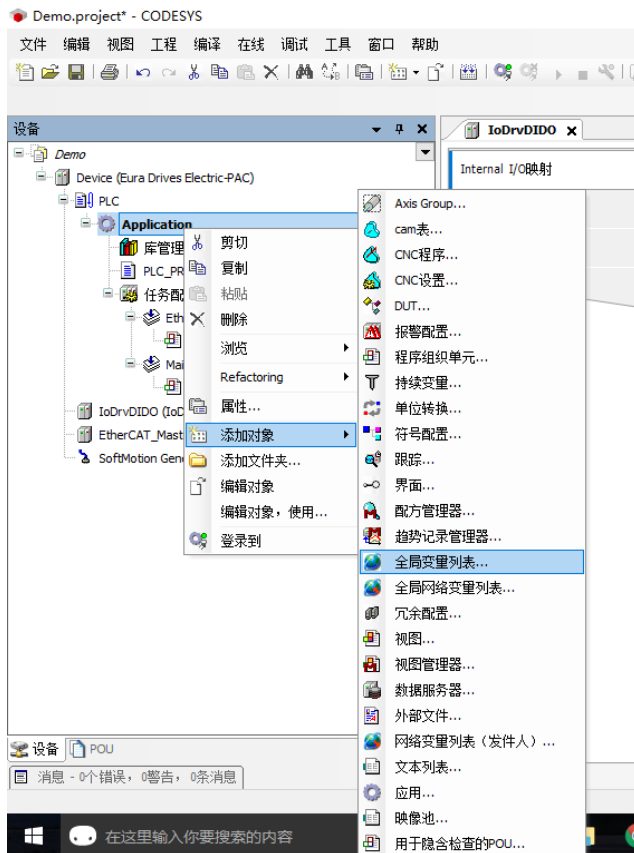 Demo.project* - CODESYS
文件 编辑 视图 工程 编译 在线 调试 工具 窗口 帮助
设备
IoDrvDIDO
Demo
Internal I/O映射
Device (Eura Drives Electric-PAC)
PLC
Application
库管理
PLC_PR
任务配
Eth
Mai
IoDrvDIDO (IoD
EtherCAT_Mast
SoftMotion Gen
剪切
复制
粘贴
删除
浏览
Refactoring
属性...
添加对象
添加文件夹...
编辑对象
编辑对象，使用...
登录到
Axis Group...
cam表...
CNC程序...
CNC设置...
DUT...
报警配置...
程序组织单元...
持续变量...
单位转换...
符号配置...
跟踪...
界面...
配方管理器...
趋势记录管理器...
全局变量列表...
全局网络变量列表...
冗余配置...
视图...
视图管理器...
数据服务器...
外部文件...
网络变量列表（发件人）...
文本列表...
应用...
映像池...
用于隐含检查的POU...
设备 POU
消息 - 0个错误，0警告，0条消息
在这里输入你要搜索的内容